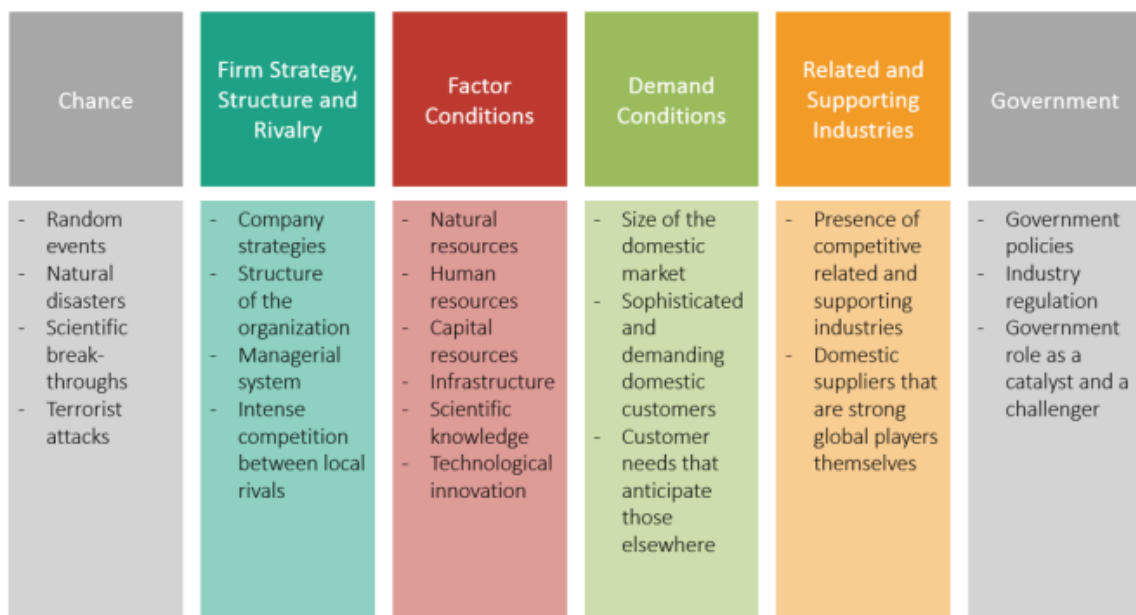 Chance
Firm Strategy,
Structure and
Rivalry
Factor
Conditions
Demand
Conditions
Related and
Supporting
Industries
Government
- Random
events
- Natural
disasters
- Scientific
break-
throughs
- Terrorist
attacks
- Company
strategies
- Structure
of the
organization
- Managerial
system
- Intense
competition
between local
rivals
- Natural
resources
- Human
resources
- Capital
resources
- Infrastructure
- Scientific
knowledge
- Technological
innovation
- Size of the
domestic
market
- Sophisticated
and
demanding
domestic
customers
- Customer
needs that
anticipate
those
elsewhere
- Presence of
competitive
related and
supporting
industries
- Domestic
suppliers that
are strong
global players
themselves
- Government
policies
- Industry
regulation
- Government
role as a
catalyst and a
challenger